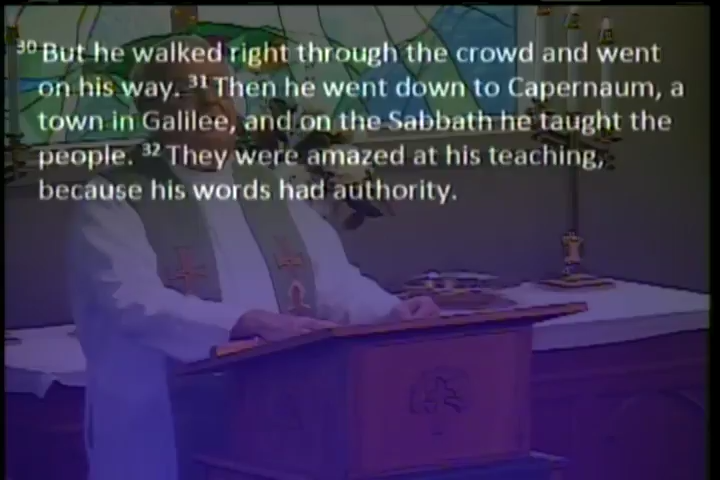 30 But he walked right through the crowd and went
on his way. 31 Then he went down to Capernaum, a
town in Galilee, and on the Sabbath he taught the
people. 32 They were amazed at his teaching,
because his words had authority.